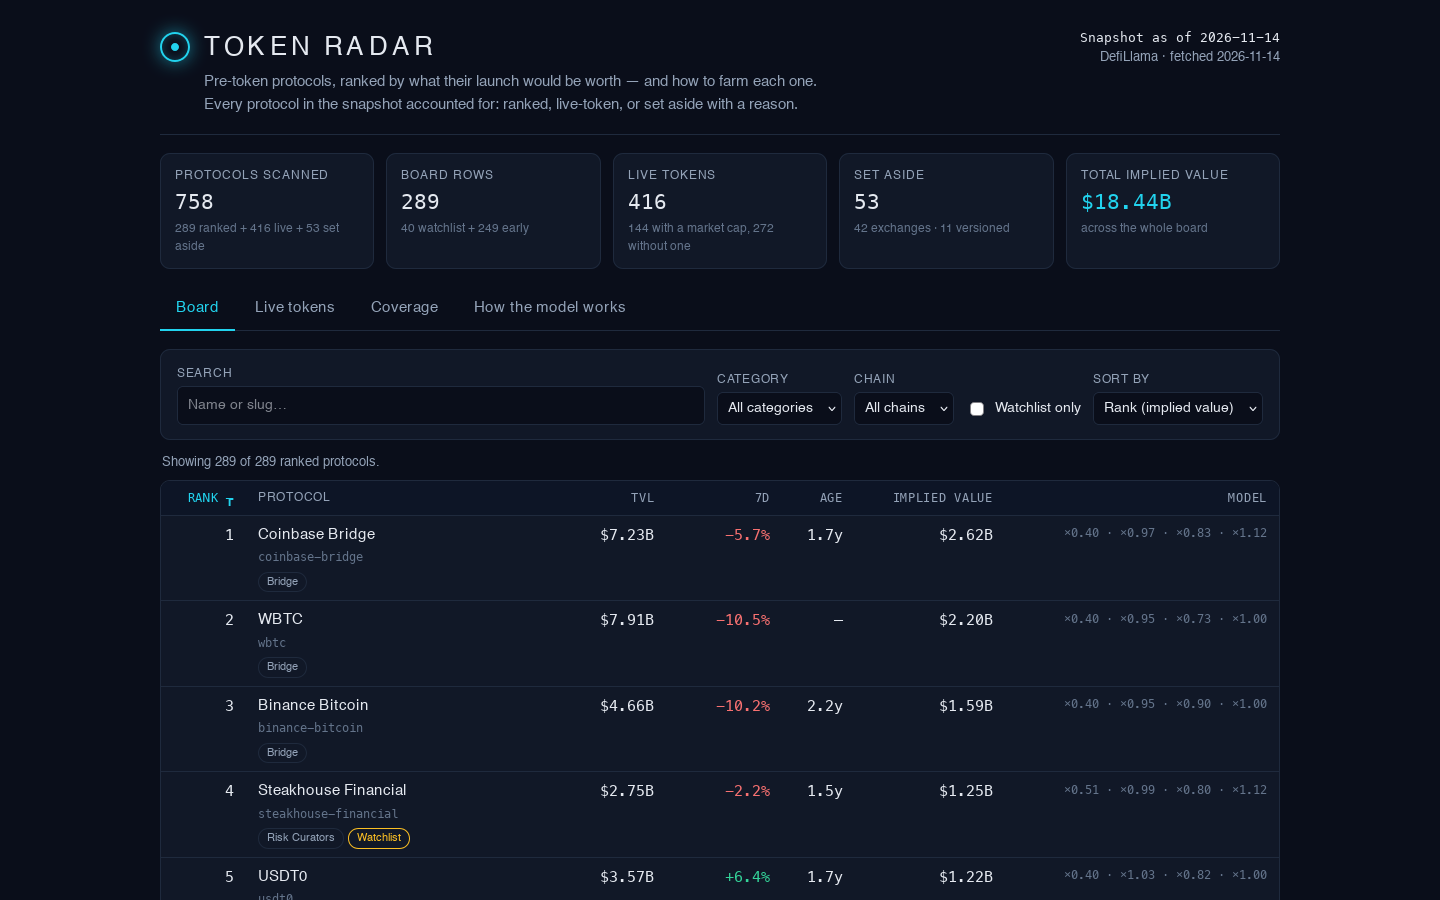 TOKEN RADAR
Pre-token protocols, ranked by what their launch would be worth — and how to farm each one.
Every protocol in the snapshot accounted for: ranked, live-token, or set aside with a reason.
Snapshot as of 2026−11−14
DefiLlama · fetched 2026-11-14
PROTOCOLS SCANNED
758
289 ranked + 416 live + 53 set
aside
BOARD ROWS
289
40 watchlist + 249 early
LIVE TOKENS
416
144 with a market cap, 272
without one
SET ASIDE
53
42 exchanges · 11 versioned
TOTAL IMPLIED VALUE
$18.44B
across the whole board
Board Live tokens Coverage How the model works
SEARCH
Name or slug…
CATEGORY
All categories
CHAIN
All chains
Watchlist only
SORT BY
Rank (implied value)
Showing 289 of 289 ranked protocols.
RANK PROTOCOL TVL 7D AGE IMPLIED VALUE MODEL
1 Coinbase Bridge $7.23B −5.7% 1.7y $2.62B ×0.40 · ×0.97 · ×0.83 · ×1.12
coinbase−bridge
Bridge
2 WBTC $7.91B −10.5% — $2.20B ×0.40 · ×0.95 · ×0.73 · ×1.00
wbtc
Bridge
3 Binance Bitcoin $4.66B −10.2% 2.2y $1.59B ×0.40 · ×0.95 · ×0.90 · ×1.00
binance−bitcoin
Bridge
4 Steakhouse Financial $2.75B −2.2% 1.5y $1.25B ×0.51 · ×0.99 · ×0.80 · ×1.12
steakhouse−financial
Risk Curators Watchlist
5 USDT0 $3.57B +6.4% 1.7y $1.22B ×0.40 · ×1.03 · ×0.82 · ×1.00
usdt0